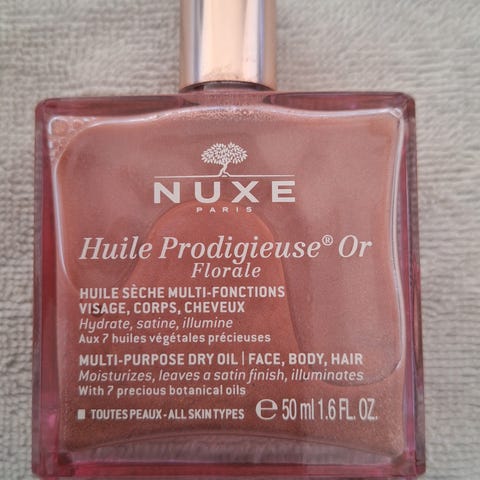 NUXE
PARIS
Huile Prodigieuse® Or
Florale
HUILE SÈCHE MULTI-FONCTIONS
VISAGE, CORPS, CHEVEUX
Hydrate, satine, illumine
Aux 7 huiles végétales précieuses
MULTI-PURPOSE DRY OIL | FACE, BODY, HAIR
Moisturizes, leaves a satin finish, illuminates
With 7 precious botanical oils
■ TOUTES PEAUX - ALL SKIN TYPES ℮ 50 ml 1.6 FL. OZ.